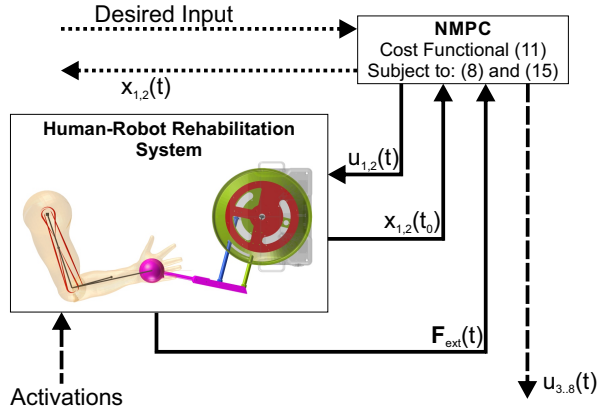 Desired Input
NMPC
Cost Functional (11)
Subject to: (8) and (15)
x1,2(t)
Human-Robot Rehabilitation
System
u1,2(t)
x1,2(t0)
Fext(t)
u3..8(t)
Activations